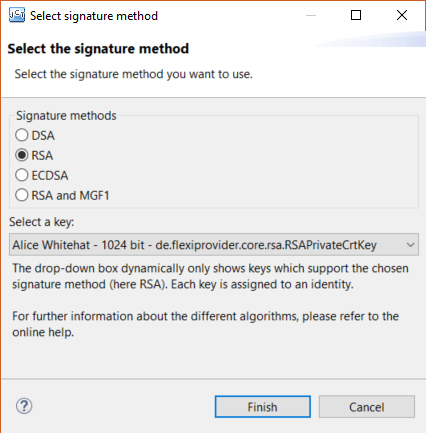 JCT
Select signature method
Select the signature method
Select the signature method you want to use.
Signature methods
DSA
RSA
ECDSA
RSA and MGF1
Select a key:
Alice Whitehat - 1024 bit - de.flexiprovider.core.rsa.RSAPrivateCrtKey
The drop-down box dynamically only shows keys which support the chosen
signature method (here RSA). Each key is assigned to an identity.
For further information about the different algorithms, please refer to the
online help.
?
Finish
Cancel